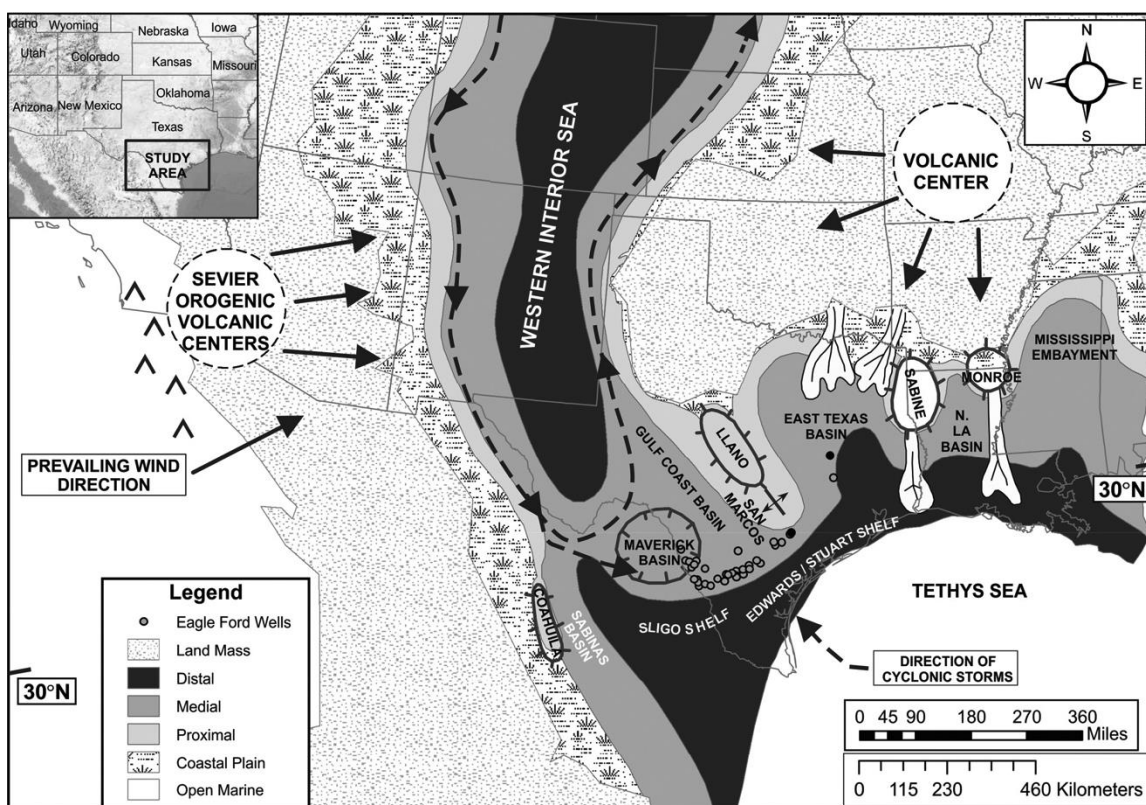 Idaho
Wyoming
Nebraska
Iowa
Utah
Colorado
Kansas
Missouri
Arizona
New Mexico
Oklahoma
Texas
STUDY
AREA
N
W
E
S
WESTERN INTERIOR SEA
VOLCANIC
CENTER
SEVIER
OROGENIC
VOLCANIC
CENTERS
PREVAILING WIND
DIRECTION
MISSISSIPPI
EMBAYMENT
MONROE
SABINE
N.
LA
BASIN
EAST TEXAS
BASIN
LLANO
SAN
MARCOS
GULF COAST BASIN
30°N
MAVERICK
BASIN
EDWARDS / STUART SHELF
SLIGO SHELF
COAHUILA
SABINAS
BASIN
TETHYS SEA
DIRECTION OF
CYCLONIC STORMS
30°N
Legend
Eagle Ford Wells
Land Mass
Distal
Medial
Proximal
Coastal Plain
Open Marine
0 45 90 180 270 360
Miles
0 115 230 460 Kilometers